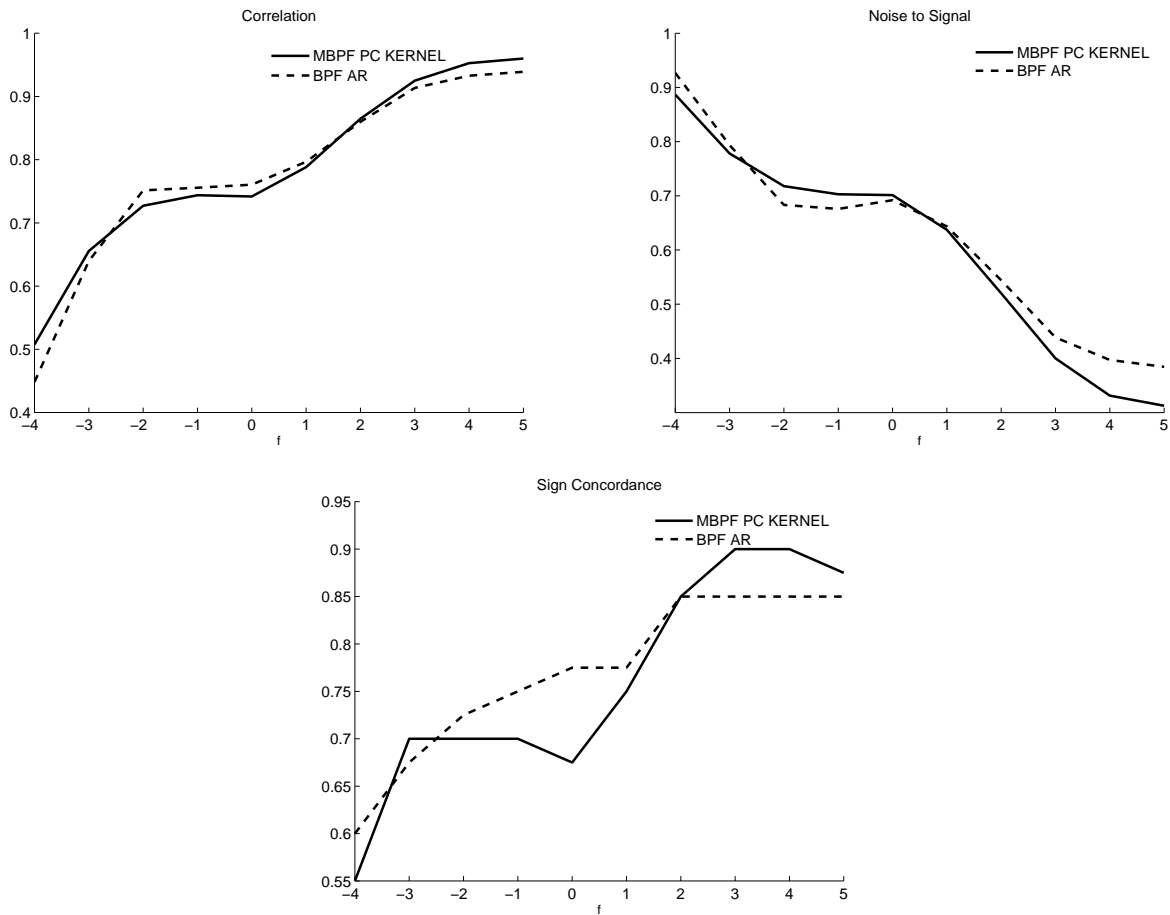 Correlation
1
0.9
0.8
0.7
0.6
0.5
0.4
MBPF PC KERNEL
BPF AR
−4 −3 −2 −1 0 1 2 3 4 5
f
Noise to Signal
1
0.9
0.8
0.7
0.6
0.5
0.4
MBPF PC KERNEL
BPF AR
−4 −3 −2 −1 0 1 2 3 4 5
f
Sign Concordance
0.95
0.9
0.85
0.8
0.75
0.7
0.65
0.6
0.55
MBPF PC KERNEL
BPF AR
−4 −3 −2 −1 0 1 2 3 4 5
f